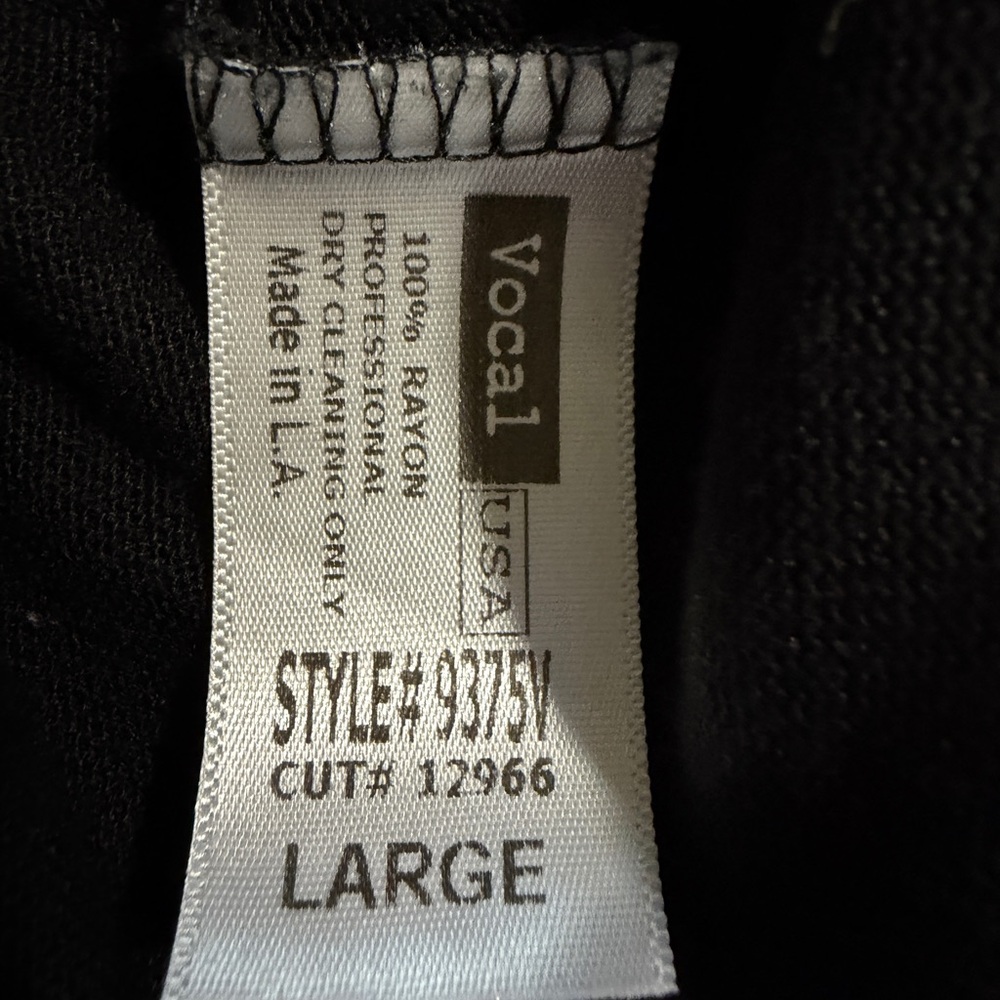 Vocal
USA
100% RAYON
PROFESSIONAL
DRY CLEANING ONLY
Made in L.A.
STYLE# 9375V
CUT# 12966
LARGE